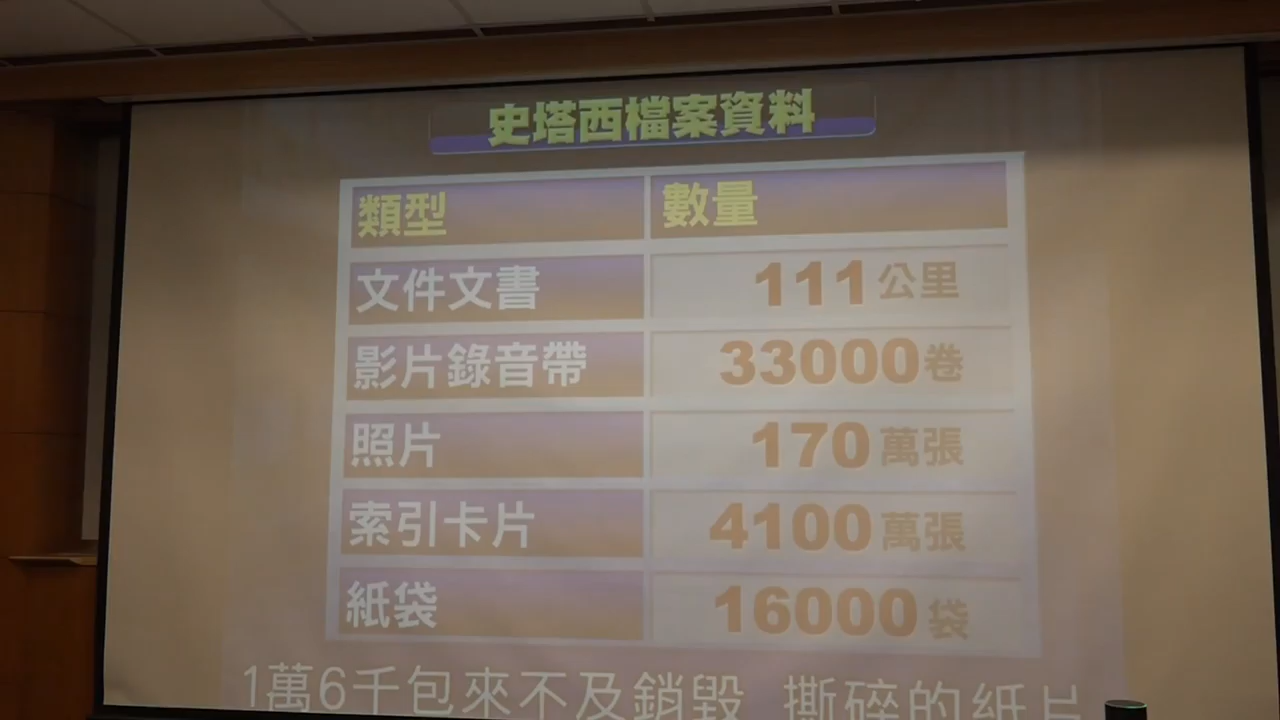 史塔西檔案資料
類型 數量
文件文書 111公里
影片錄音帶 33000卷
照片 170萬張
索引卡片 4100萬張
紙袋 16000袋
1萬6千包來不及銷毀 撕碎的紙片